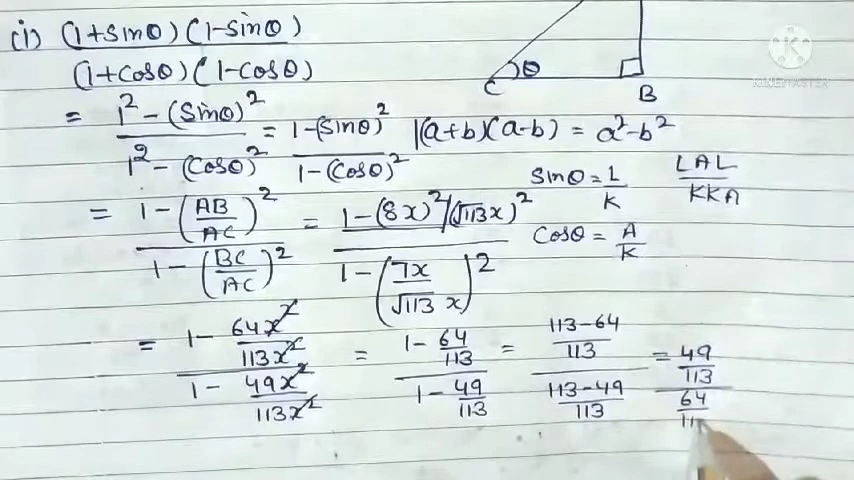 (i) (1+sinθ)(1-sinθ)
(1+cosθ)(1-cosθ)
C θ B
K
KINEMASTER
= 1² - (sinθ)² / 1² - (cosθ)² = 1-(sinθ)² / 1-(cosθ)² |(a+b)(a-b) = a²-b²
sinθ = L/K LAL/KKA
= 1 - (AB/AC)² / 1 - (BC/AC)² = 1-(8x)²/(√113x)² / 1-(7x/√113 x)² cosθ = A/K
= 1 - 64x²/113x² / 1 - 49x²/113x² = 1 - 64/113 / 1 - 49/113 = 113-64/113 / 113-49/113 = 49/113 / 64/11